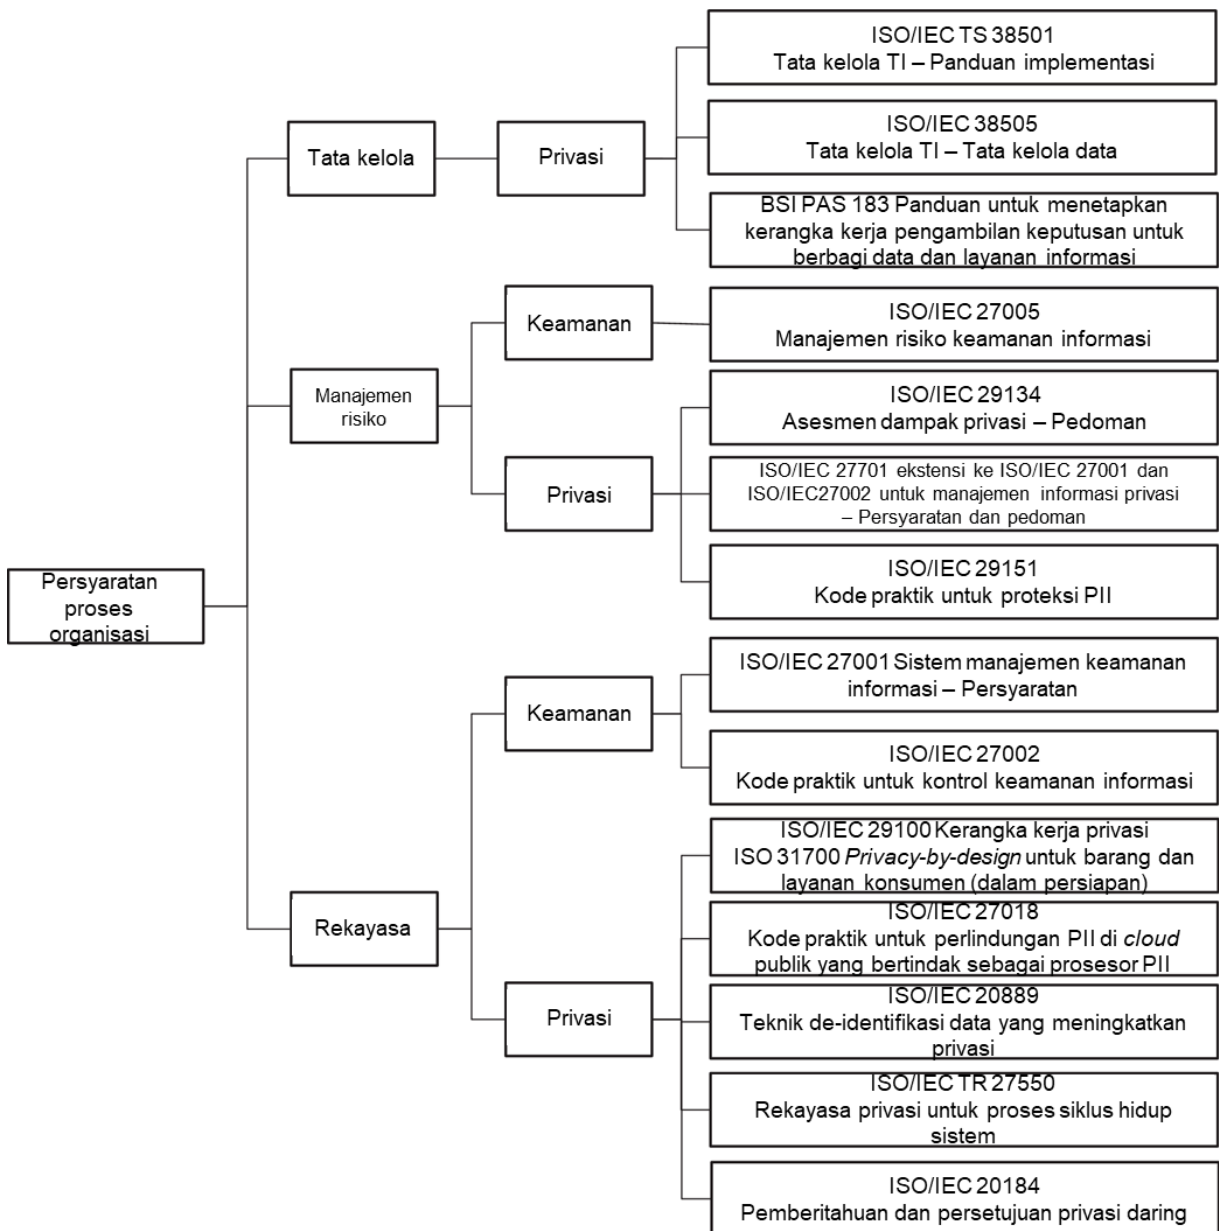 Persyaratan
proses
organisasi
Tata kelola
Privasi
ISO/IEC TS 38501
Tata kelola TI – Panduan implementasi
ISO/IEC 38505
Tata kelola TI – Tata kelola data
BSI PAS 183 Panduan untuk menetapkan
kerangka kerja pengambilan keputusan untuk
berbagi data dan layanan informasi
Manajemen
risiko
Keamanan
ISO/IEC 27005
Manajemen risiko keamanan informasi
Privasi
ISO/IEC 29134
Asesmen dampak privasi – Pedoman
ISO/IEC 27701 ekstensi ke ISO/IEC 27001 dan
ISO/IEC27002 untuk manajemen informasi privasi
– Persyaratan dan pedoman
ISO/IEC 29151
Kode praktik untuk proteksi PII
Rekayasa
Keamanan
ISO/IEC 27001 Sistem manajemen keamanan
informasi – Persyaratan
ISO/IEC 27002
Kode praktik untuk kontrol keamanan informasi
Privasi
ISO/IEC 29100 Kerangka kerja privasi
ISO 31700 Privacy-by-design untuk barang dan
layanan konsumen (dalam persiapan)
ISO/IEC 27018
Kode praktik untuk perlindungan PII di cloud
publik yang bertindak sebagai prosesor PII
ISO/IEC 20889
Teknik de-identifikasi data yang meningkatkan
privasi
ISO/IEC TR 27550
Rekayasa privasi untuk proses siklus hidup
sistem
ISO/IEC 20184
Pemberitahuan dan persetujuan privasi daring